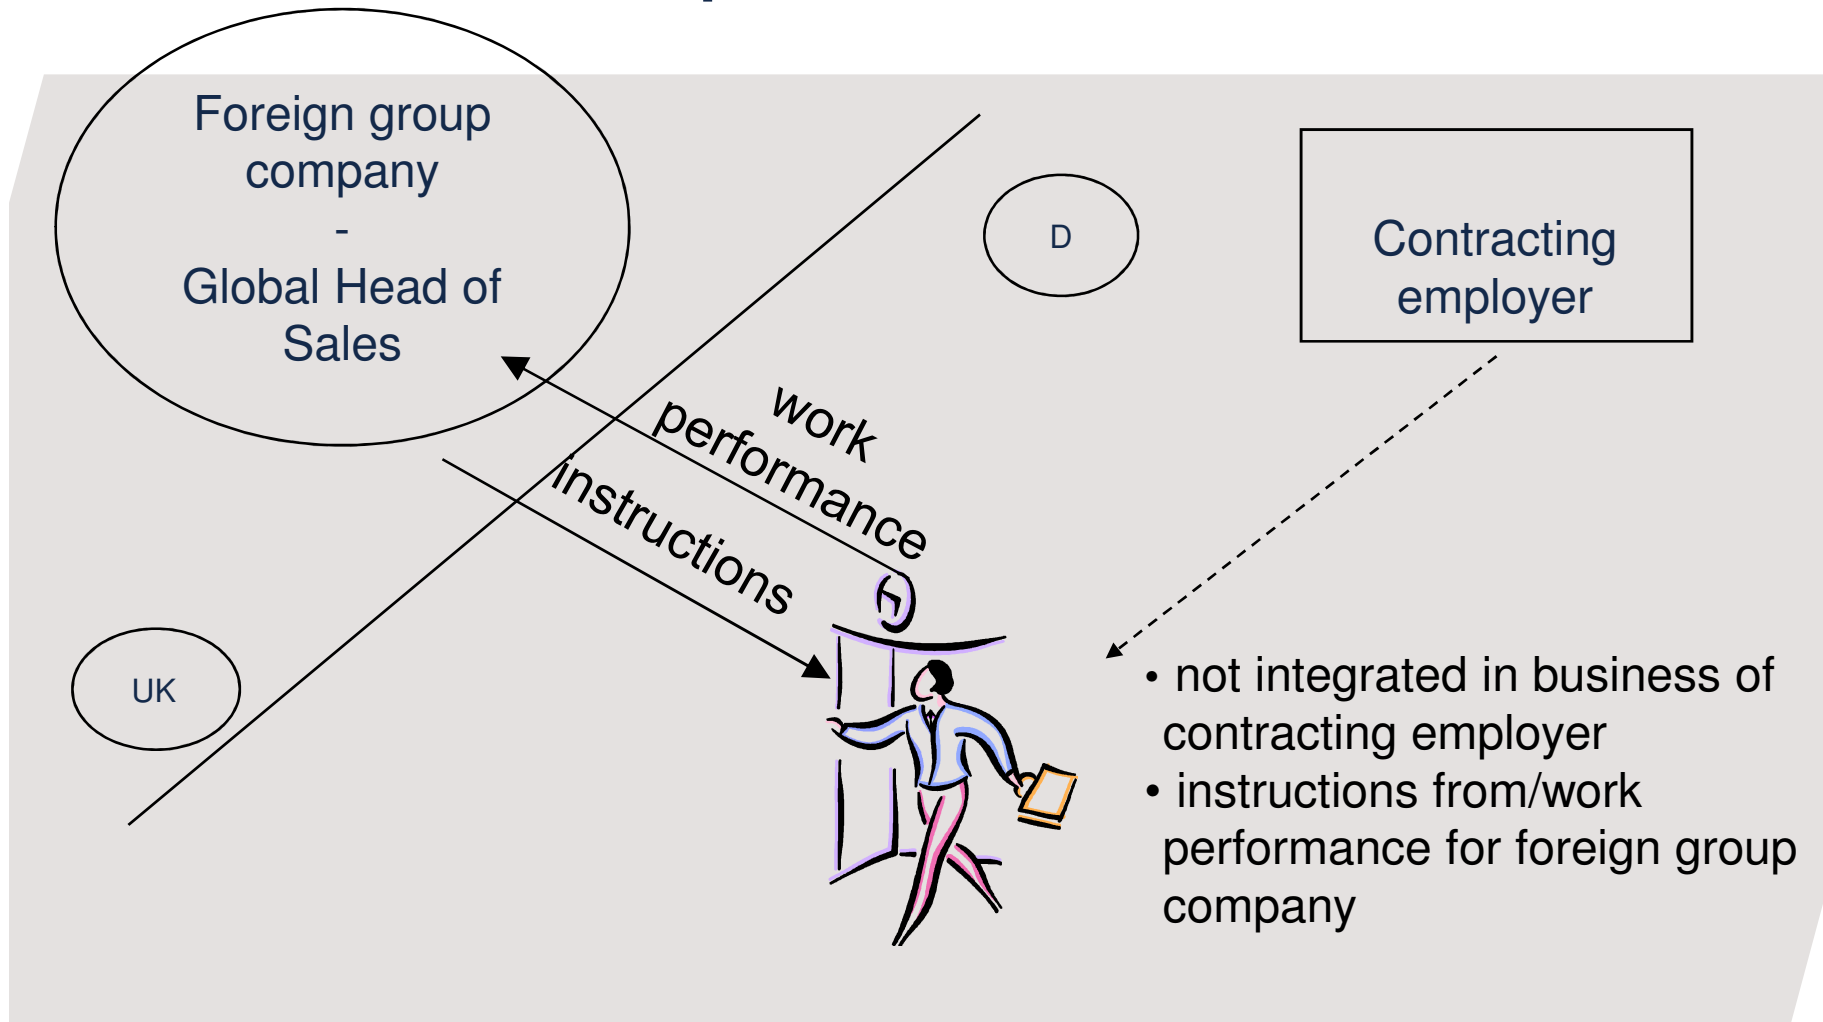 Foreign group
company
-
Global Head of
Sales
D
Contracting
employer
work
performance
instructions
UK
• not integrated in business of
contracting employer
• instructions from/work
performance for foreign group
company